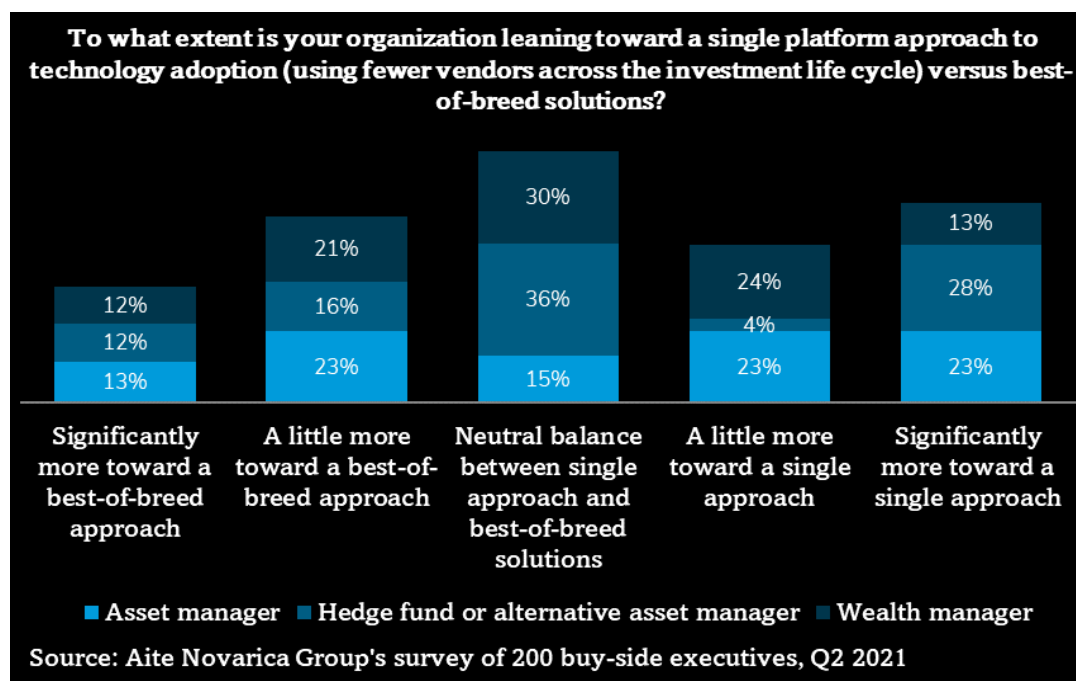 To what extent is your organization leaning toward a single platform approach to
technology adoption (using fewer vendors across the investment life cycle) versus best-
of-breed solutions?
30%
13%
21%
24%
12%
36%
28%
16%
4%
12%
13%
23%
15%
23%
23%
Significantly
more toward a
best-of-breed
approach
A little more
toward a best-of-
breed approach
Neutral balance
between single
approach and
best-of-breed
solutions
A little more
toward a single
approach
Significantly
more toward a
single approach
Asset manager
Hedge fund or alternative asset manager
Wealth manager
Source: Aite Novarica Group's survey of 200 buy-side executives, Q2 2021